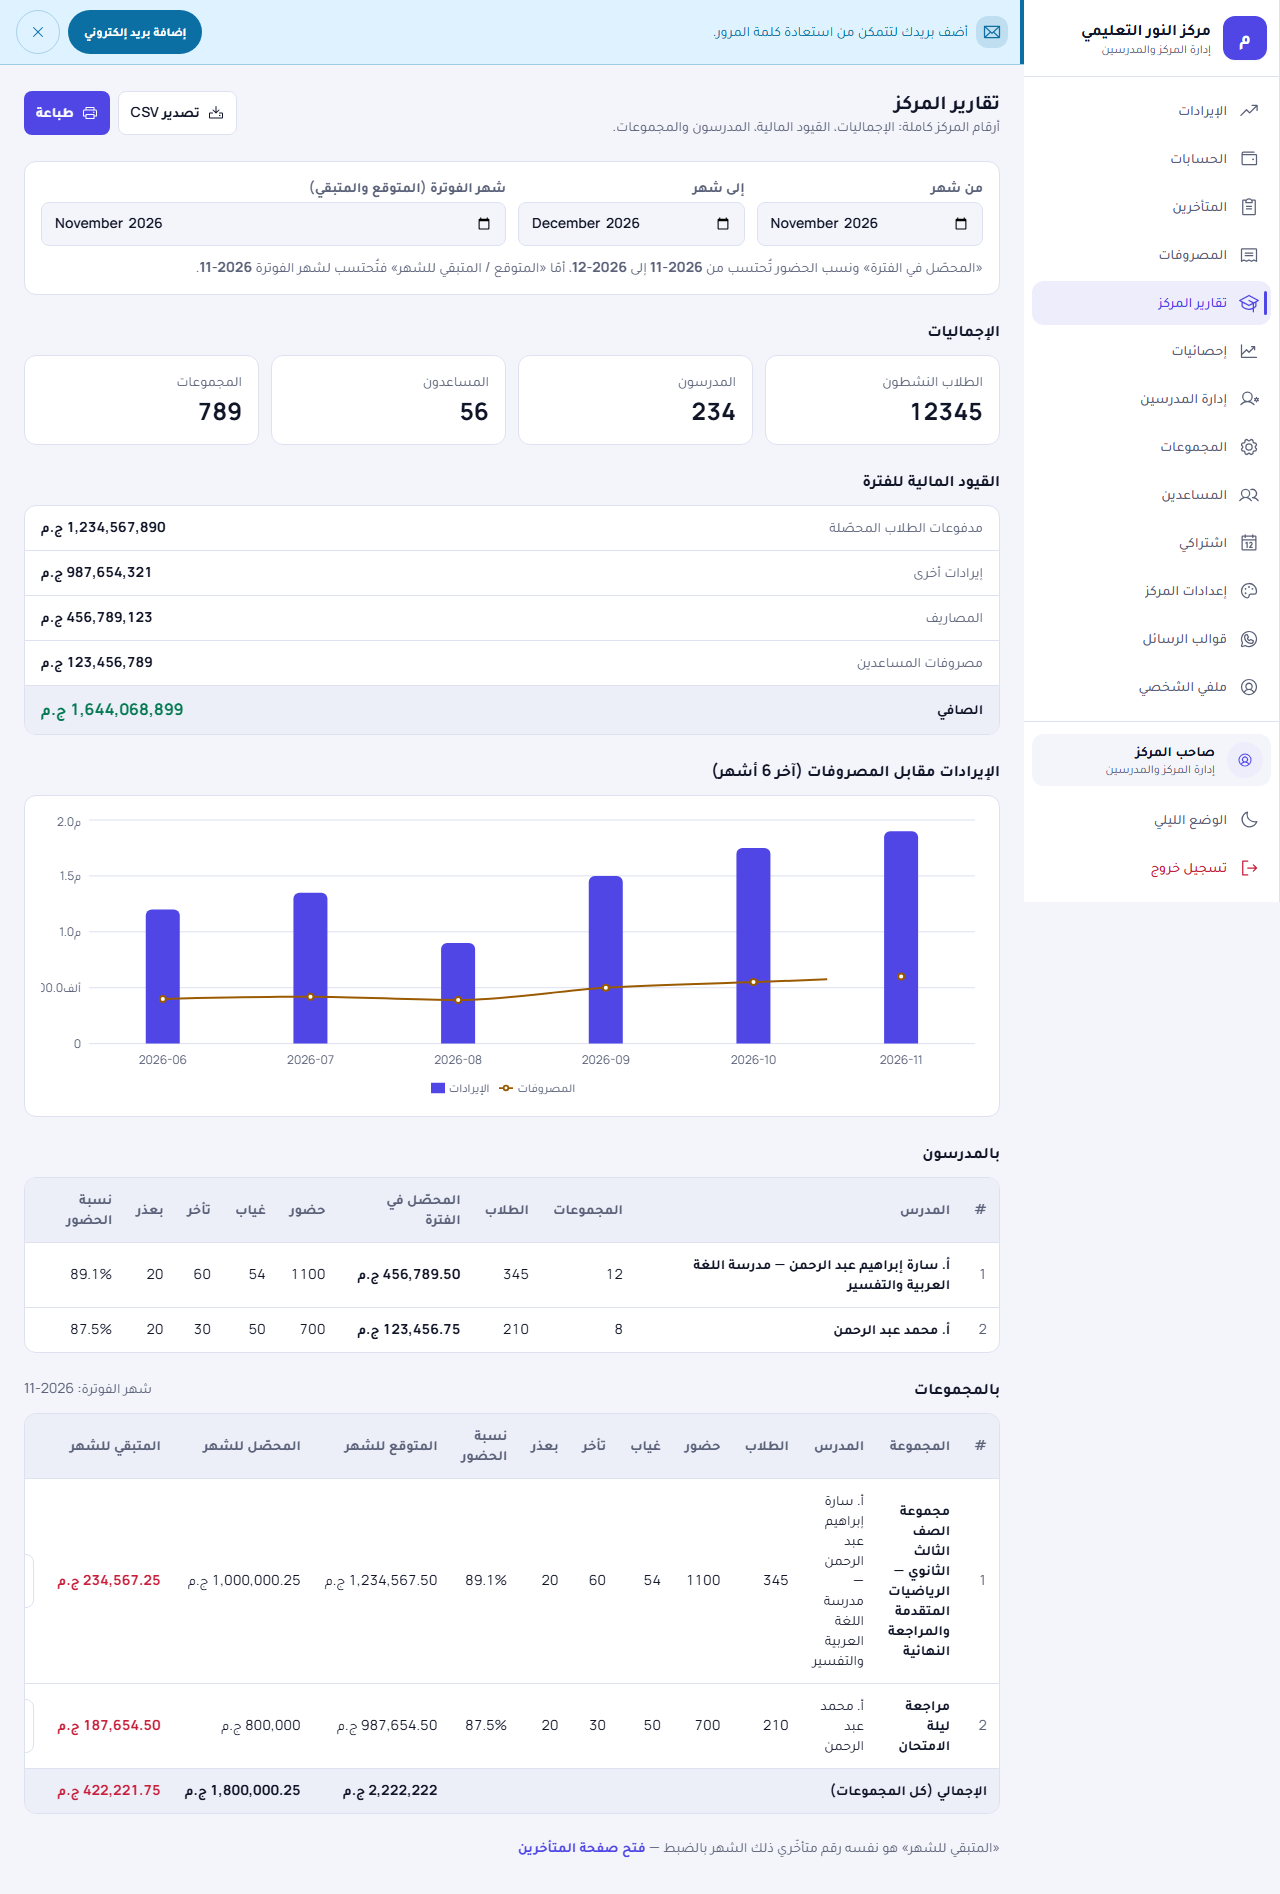 م
مركز النور التعليمي
إدارة المركز والمدرسين
الإيرادات
الحسابات
المتأخرين
المصروفات
تقارير المركز
إحصائيات
إدارة المدرسين
المجموعات
المساعدين
اشتراكي
إعدادات المركز
قوالب الرسائل
ملفي الشخصي
صاحب المركز
إدارة المركز والمدرسين
الوضع الليلي
تسجيل خروج
أضف بريدك لتتمكن من استعادة كلمة المرور.
إضافة بريد إلكتروني
تقارير المركز
أرقام المركز كاملة: الإجماليات، القيود المالية، المدرسون والمجموعات.
تصدير CSV
طباعة
من شهر
إلى شهر
شهر الفوترة (المتوقع والمتبقي)
November 2026
December 2026
November 2026
«المحصّل في الفترة» ونسب الحضور تُحتسب من 2026-11 إلى 2026-12، أمّا «المتوقع / المتبقي للشهر» فتُحتسب لشهر الفوترة 2026-11.
الإجماليات
الطلاب النشطون
12345
المدرسون
234
المساعدون
56
المجموعات
789
القيود المالية للفترة
مدفوعات الطلاب المحصّلة 1,234,567,890 ج.م
إيرادات أخرى 987,654,321 ج.م
المصاريف 456,789,123 ج.م
مصروفات المساعدين 123,456,789 ج.م
الصافي 1,644,068,899 ج.م
الإيرادات مقابل المصروفات (آخر 6 أشهر)
2.0م
1.5م
1.0م
00.0ألف
0
2026-06 2026-07 2026-08 2026-09 2026-10 2026-11
الإيرادات المصروفات
بالمدرسون
# المدرس المجموعات الطلاب المحصّل في الفترة حضور غياب تأخر بعذر نسبة الحضور
1 أ. سارة إبراهيم عبد الرحمن — مدرسة اللغة العربية والتفسير 12 345 456,789.50 ج.م 1100 54 60 20 89.1%
2 أ. محمد عبد الرحمن 8 210 123,456.75 ج.م 700 50 30 20 87.5%
بالمجموعات
شهر الفوترة: 2026-11
# المجموعة المدرس الطلاب حضور غياب تأخر بعذر نسبة الحضور المتوقع للشهر المحصّل للشهر المتبقي للشهر
1 مجموعة الصف الثالث الثانوي — الرياضيات المتقدمة والمراجعة النهائية أ. سارة إبراهيم عبد الرحمن — مدرسة اللغة العربية والتفسير 345 1100 54 60 20 89.1% 1,234,567.50 ج.م 1,000,000.25 ج.م 234,567.25 ج.م
2 مراجعة ليلة الامتحان أ. محمد عبد الرحمن 210 700 50 30 20 87.5% 987,654.50 ج.م 800,000 ج.م 187,654.50 ج.م
الإجمالي (كل المجموعات) 2,222,222 ج.م 1,800,000.25 ج.م 422,221.75 ج.م
«المتبقي للشهر» هو نفسه رقم متأخّري ذلك الشهر بالضبط — فتح صفحة المتأخرين